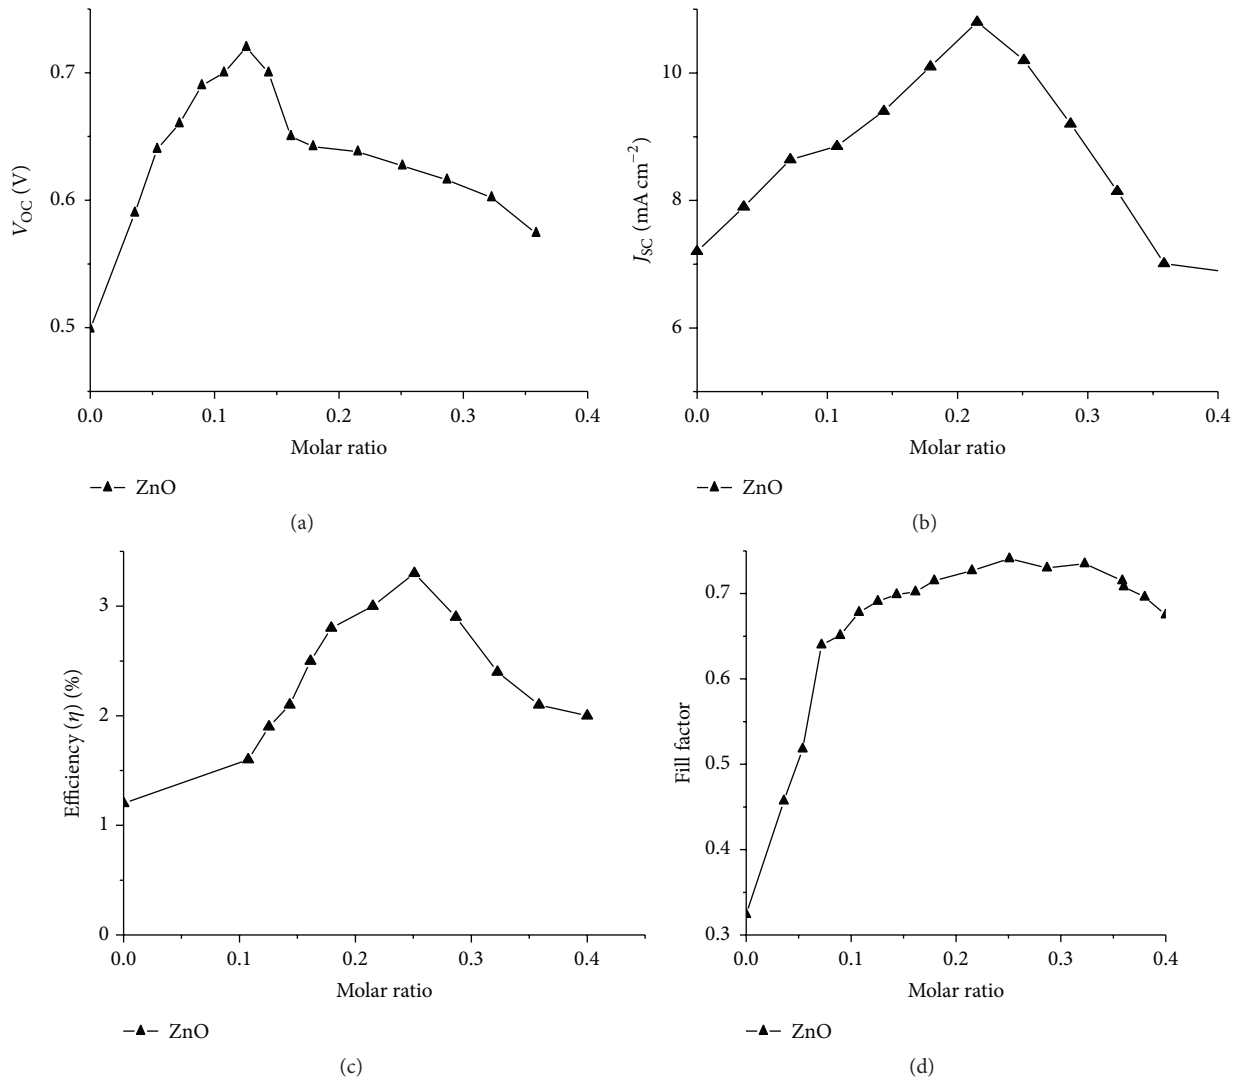 0.7
0.6
0.5
V_OC (V)
0.0 0.1 0.2 0.3 0.4
Molar ratio
ZnO
(a)
10
8
6
J_SC (mA cm⁻²)
0.0 0.1 0.2 0.3 0.4
Molar ratio
ZnO
(b)
3
2
1
0
Efficiency (η) (%)
0.0 0.1 0.2 0.3 0.4
Molar ratio
ZnO
(c)
0.7
0.6
0.5
0.4
0.3
Fill factor
0.0 0.1 0.2 0.3 0.4
Molar ratio
ZnO
(d)